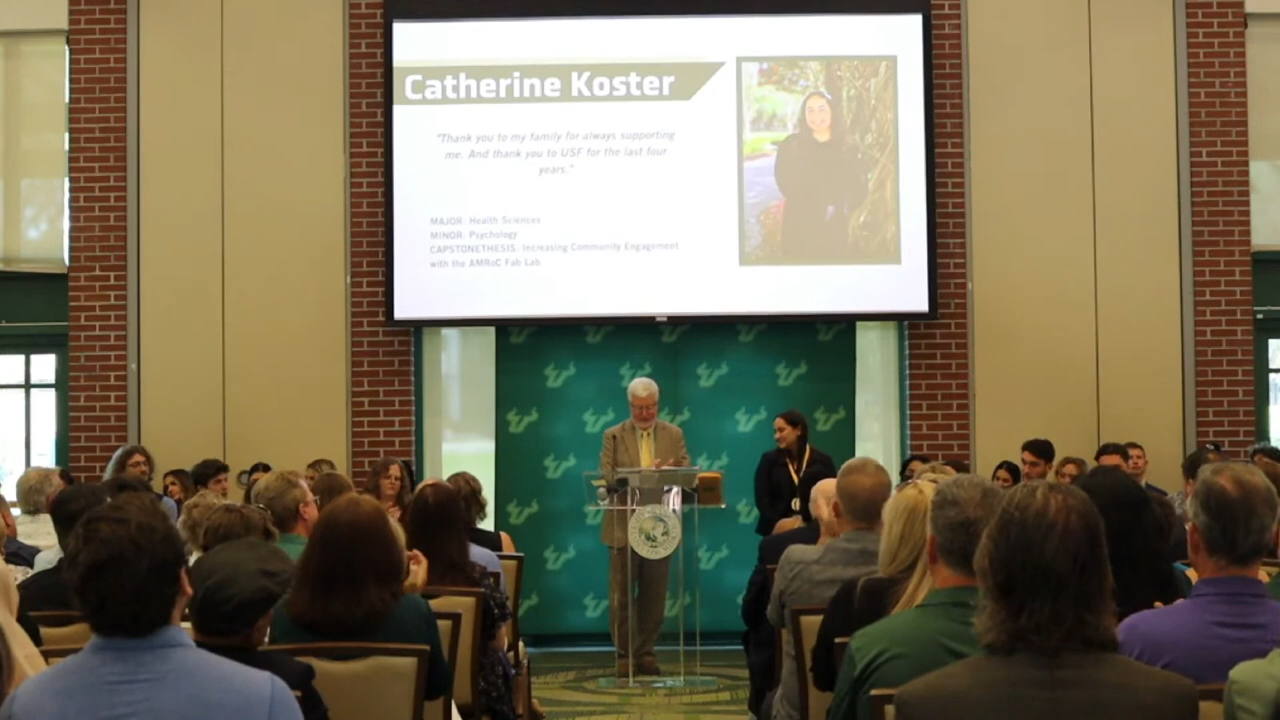 Catherine Koster
"Thank you to my family for always supporting
me. And thank you to USF for the last four
years."
MAJOR: Health Sciences
MINOR: Psychology
CAPSTONETHESIS: Increasing Community Engagement
with the AMRoC Fab Lab